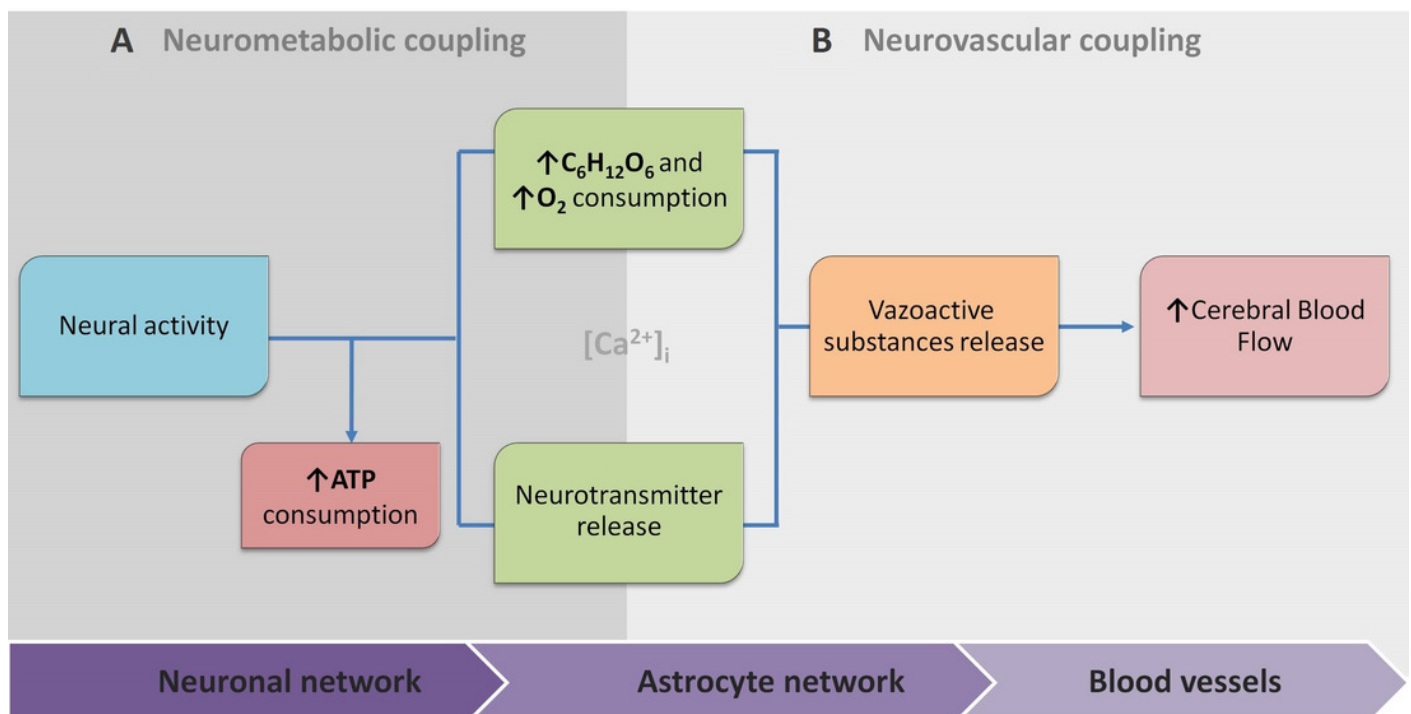 A Neurometabolic coupling
B Neurovascular coupling
↑C₆H₁₂O₆ and
↑O₂ consumption
Neural activity
[Ca²⁺]ᵢ
Vazoactive
substances release
↑Cerebral Blood
Flow
↑ATP
consumption
Neurotransmitter
release
Neuronal network
Astrocyte network
Blood vessels